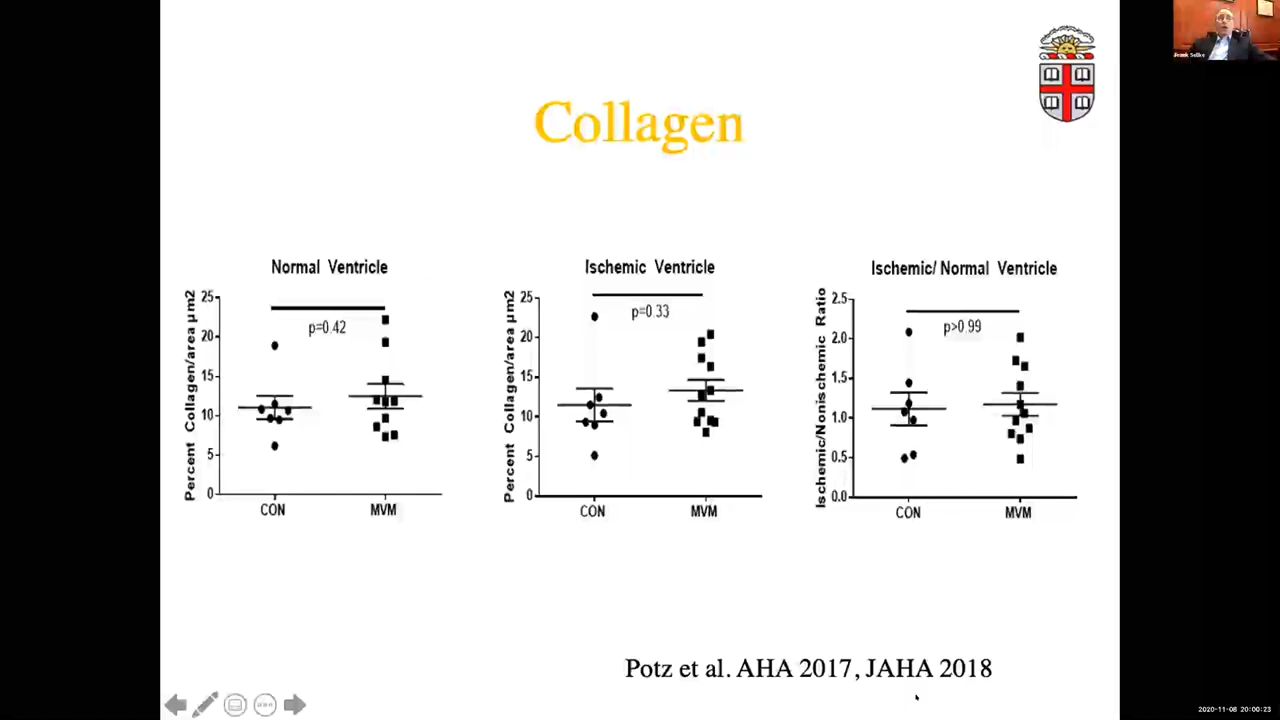 Frank Sellke
Collagen
Normal Ventricle
Percent Collagen/area µm2
25
20
15
10
5
0
p=0.42
CON
MVM
Ischemic Ventricle
Percent Collagen/area µm2
25
20
15
10
5
0
p=0.33
CON
MVM
Ischemic/ Normal Ventricle
Ischemic/Nonischemic Ratio
2.5
2.0
1.5
1.0
0.5
0.0
p>0.99
CON
MVM
Potz et al. AHA 2017, JAHA 2018
2020-11-08 20:00:23